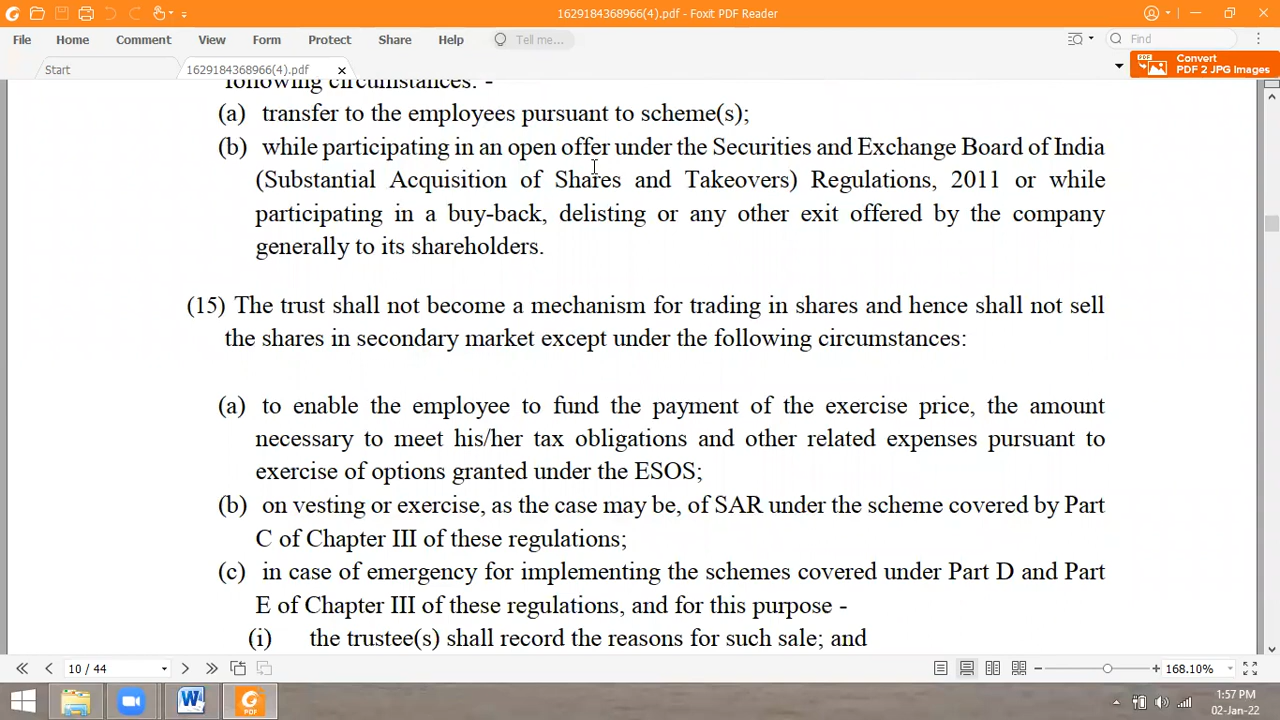 1629184368966(4).pdf - Foxit PDF Reader
File Home Comment View Form Protect Share Help Tell me... Find
Start 1629184368966(4).pdf
Convert
PDF 2 JPG Images
following circumstances: -
(a) transfer to the employees pursuant to scheme(s);
(b) while participating in an open offer under the Securities and Exchange Board of India
(Substantial Acquisition of Shares and Takeovers) Regulations, 2011 or while
participating in a buy-back, delisting or any other exit offered by the company
generally to its shareholders.
(15) The trust shall not become a mechanism for trading in shares and hence shall not sell
the shares in secondary market except under the following circumstances:
(a) to enable the employee to fund the payment of the exercise price, the amount
necessary to meet his/her tax obligations and other related expenses pursuant to
exercise of options granted under the ESOS;
(b) on vesting or exercise, as the case may be, of SAR under the scheme covered by Part
C of Chapter III of these regulations;
(c) in case of emergency for implementing the schemes covered under Part D and Part
E of Chapter III of these regulations, and for this purpose -
(i) the trustee(s) shall record the reasons for such sale; and
10 / 44 168.10%
1:57 PM
02-Jan-22